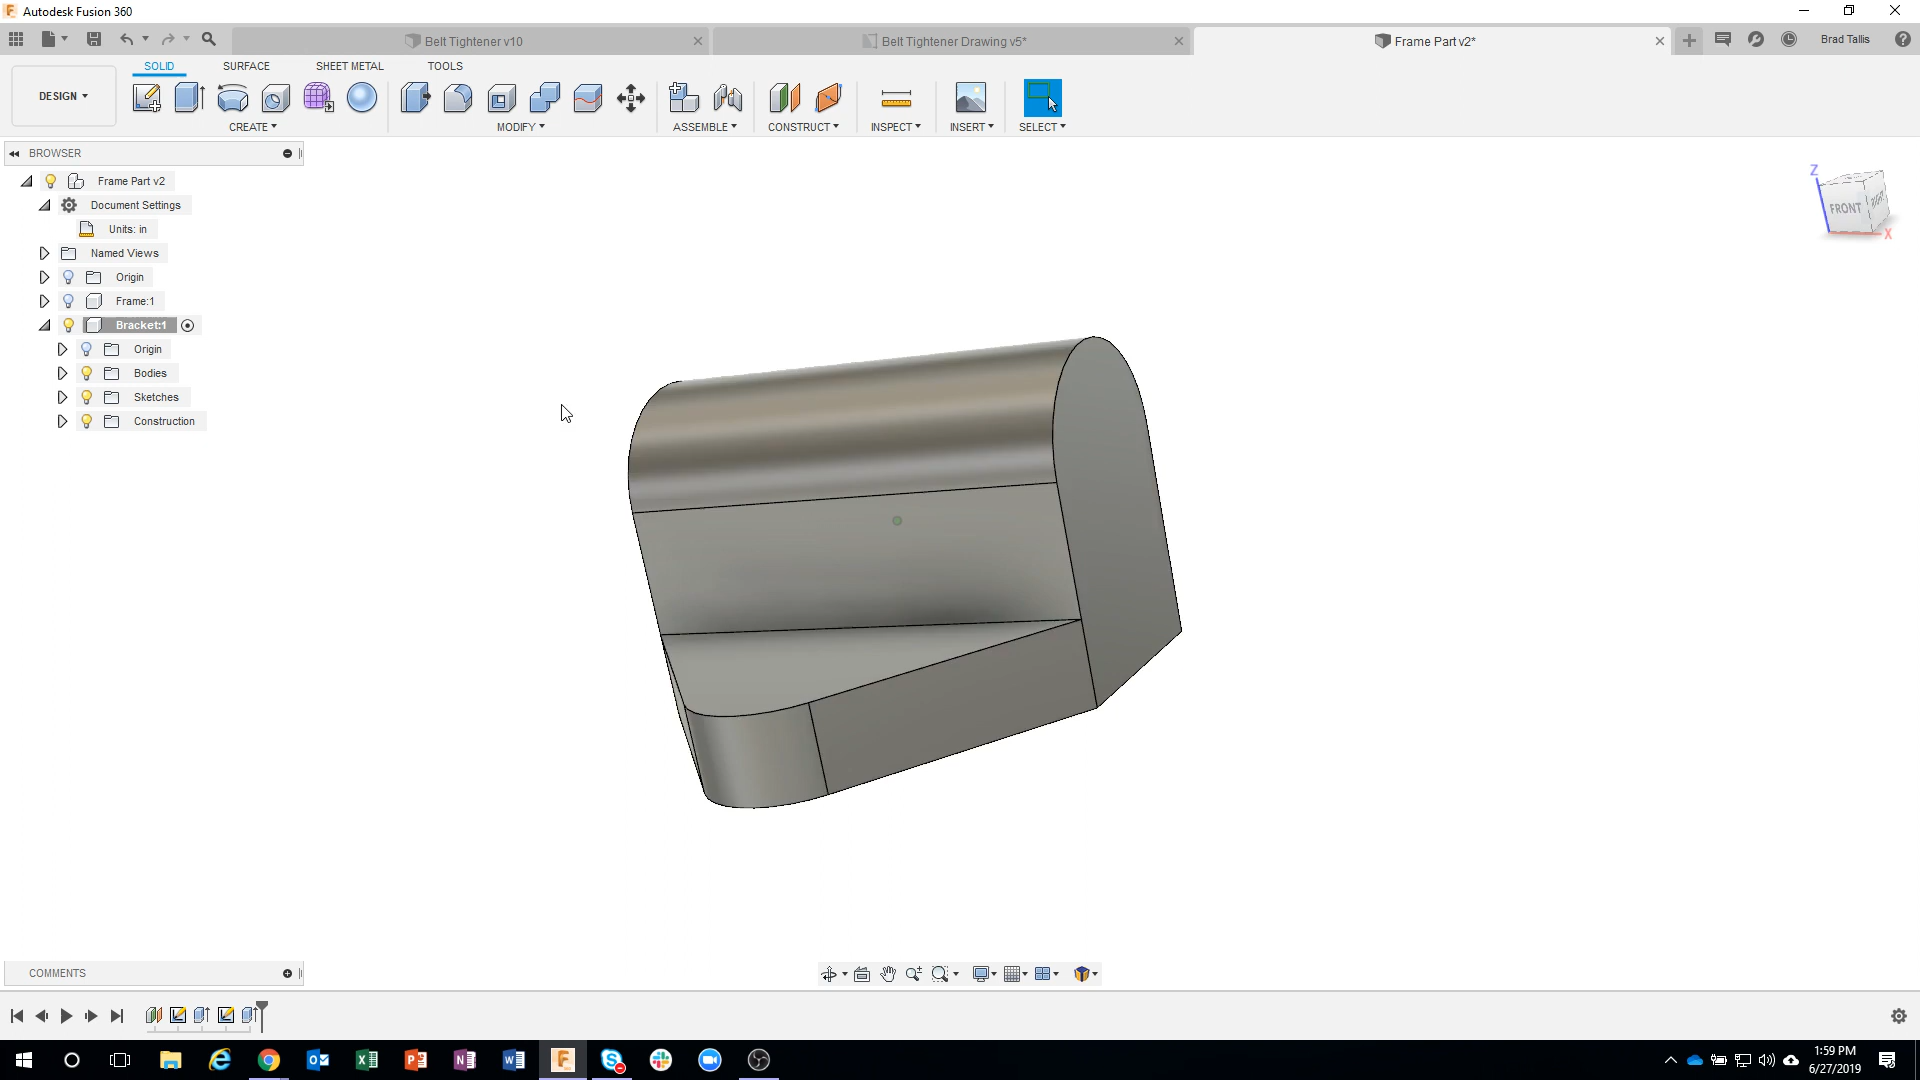 Autodesk Fusion 360
Belt Tightener v10
Belt Tightener Drawing v5*
Frame Part v2*
Brad Tallis
DESIGN
SOLID
SURFACE
SHEET METAL
TOOLS
CREATE
MODIFY
ASSEMBLE
CONSTRUCT
INSPECT
INSERT
SELECT
BROWSER
Frame Part v2
Document Settings
Units: in
Named Views
Origin
Frame:1
Bracket:1
Origin
Bodies
Sketches
Construction
Z
FRONT
RIGHT
X
COMMENTS
1:59 PM
6/27/2019